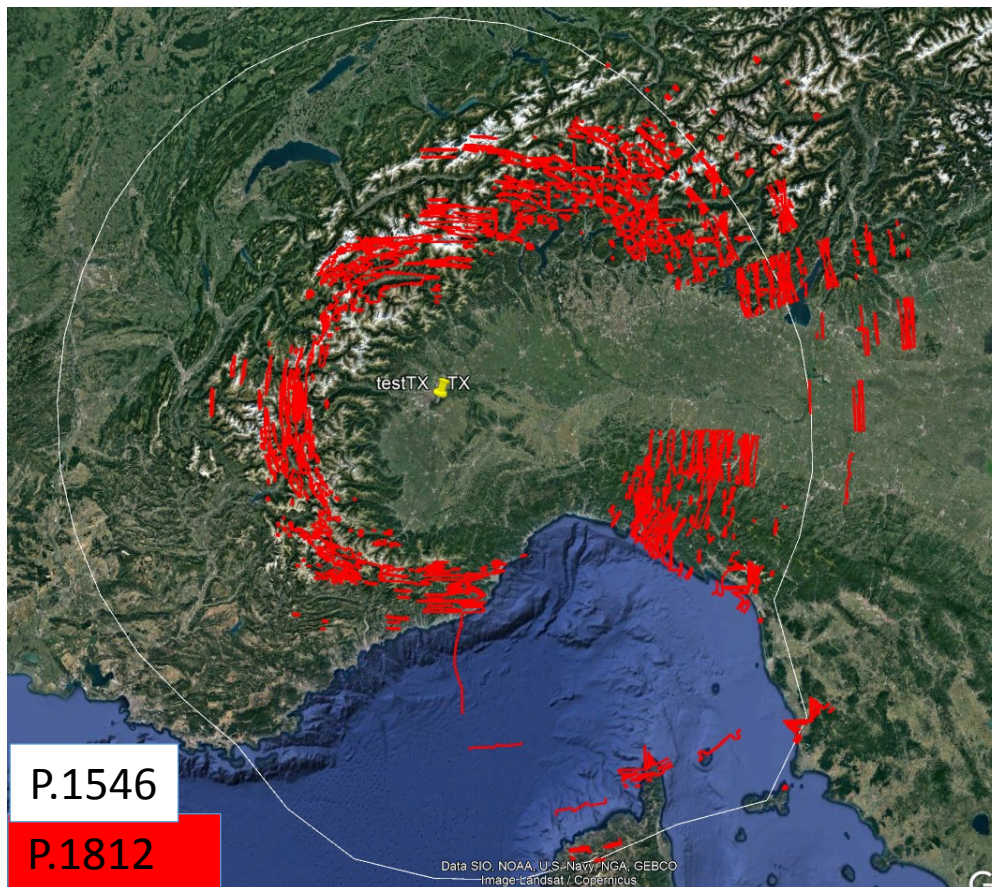 testTX TX
P.1546
P.1812
Data SIO, NOAA, U.S. Navy, NGA, GEBCO
Image Landsat / Copernicus
G